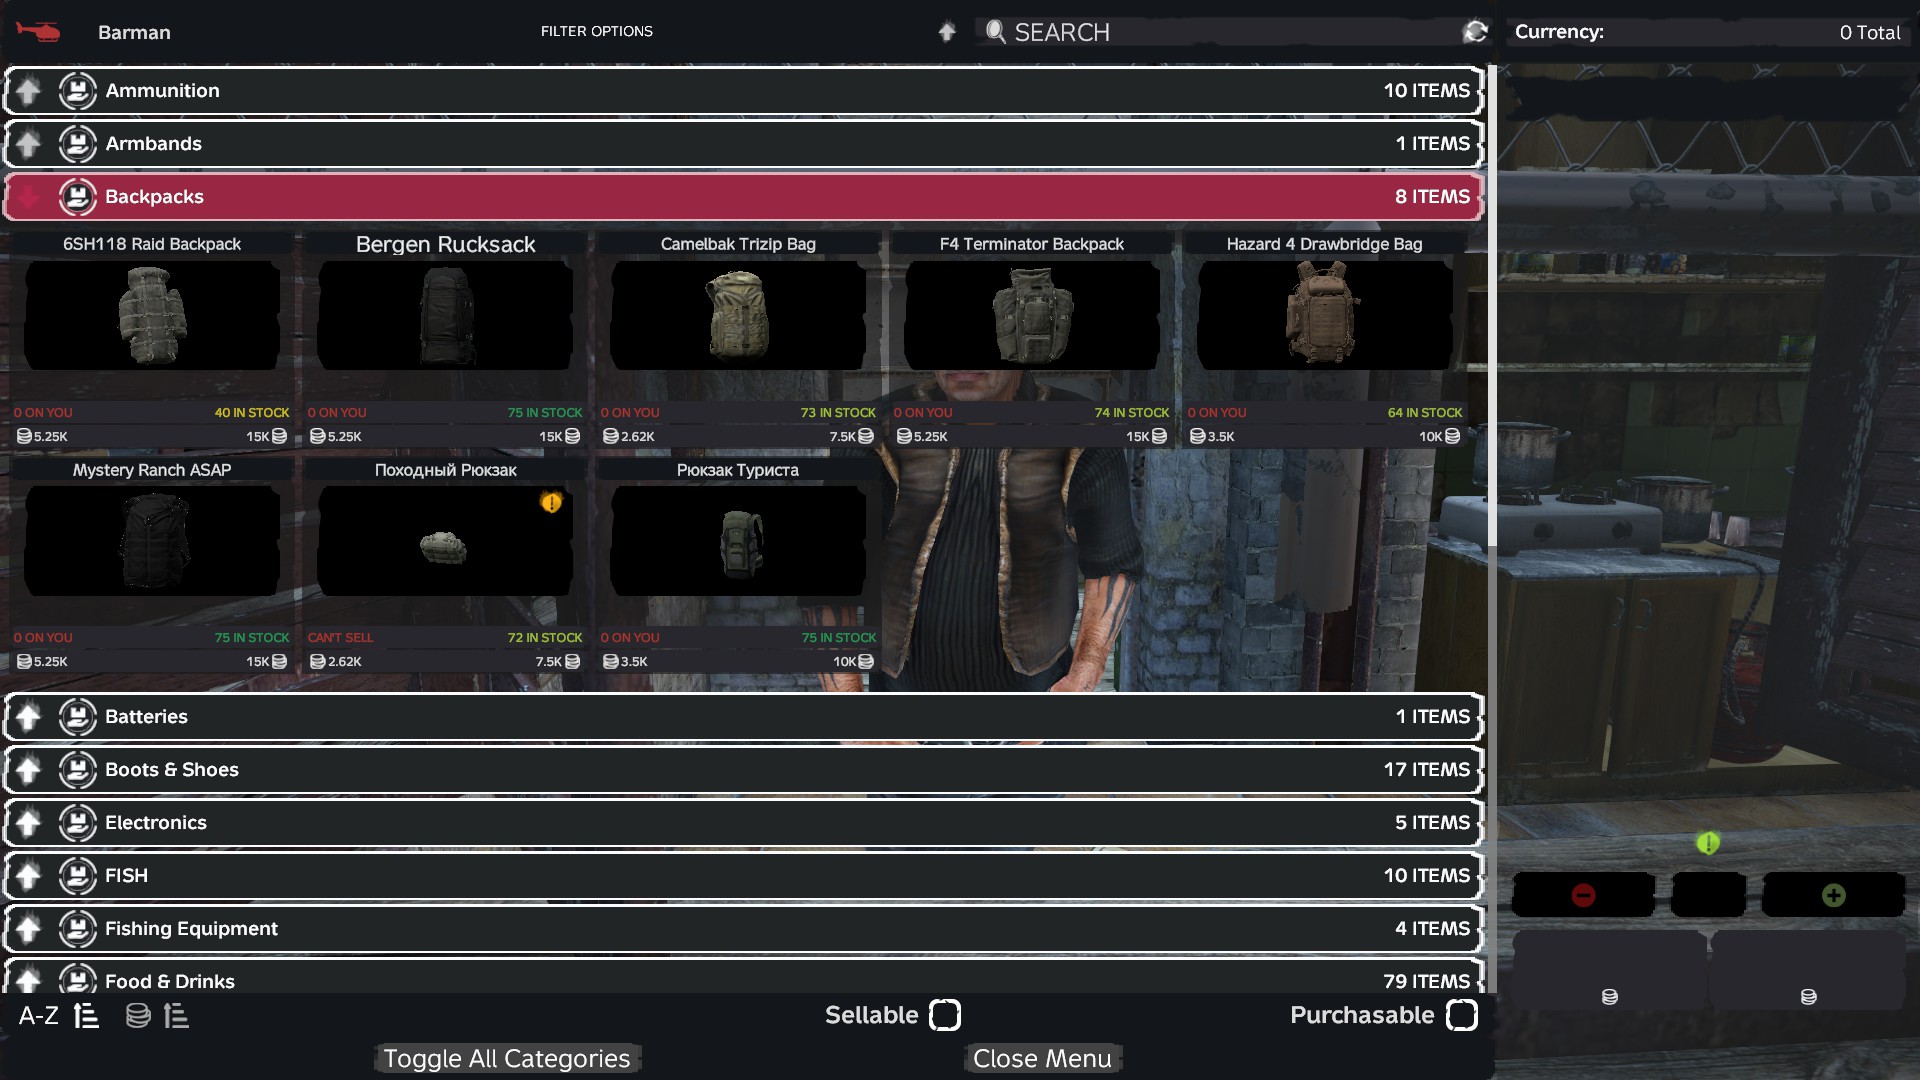 Barman
FILTER OPTIONS
SEARCH
Currency:
0 Total
Ammunition
10 ITEMS
Armbands
1 ITEMS
Backpacks
8 ITEMS
6SH118 Raid Backpack
Bergen Rucksack
Camelbak Trizip Bag
F4 Terminator Backpack
Hazard 4 Drawbridge Bag
0 ON YOU
40 IN STOCK
0 ON YOU
75 IN STOCK
0 ON YOU
73 IN STOCK
0 ON YOU
74 IN STOCK
0 ON YOU
64 IN STOCK
5.25K
15K
5.25K
15K
2.62K
7.5K
5.25K
15K
3.5K
10K
Mystery Ranch ASAP
Походный Рюкзак
Рюкзак Туриста
0 ON YOU
75 IN STOCK
CAN'T SELL
72 IN STOCK
0 ON YOU
75 IN STOCK
5.25K
15K
2.62K
7.5K
3.5K
10K
Batteries
1 ITEMS
Boots & Shoes
17 ITEMS
Electronics
5 ITEMS
FISH
10 ITEMS
Fishing Equipment
4 ITEMS
Food & Drinks
79 ITEMS
A-Z
Sellable
Purchasable
Toggle All Categories
Close Menu